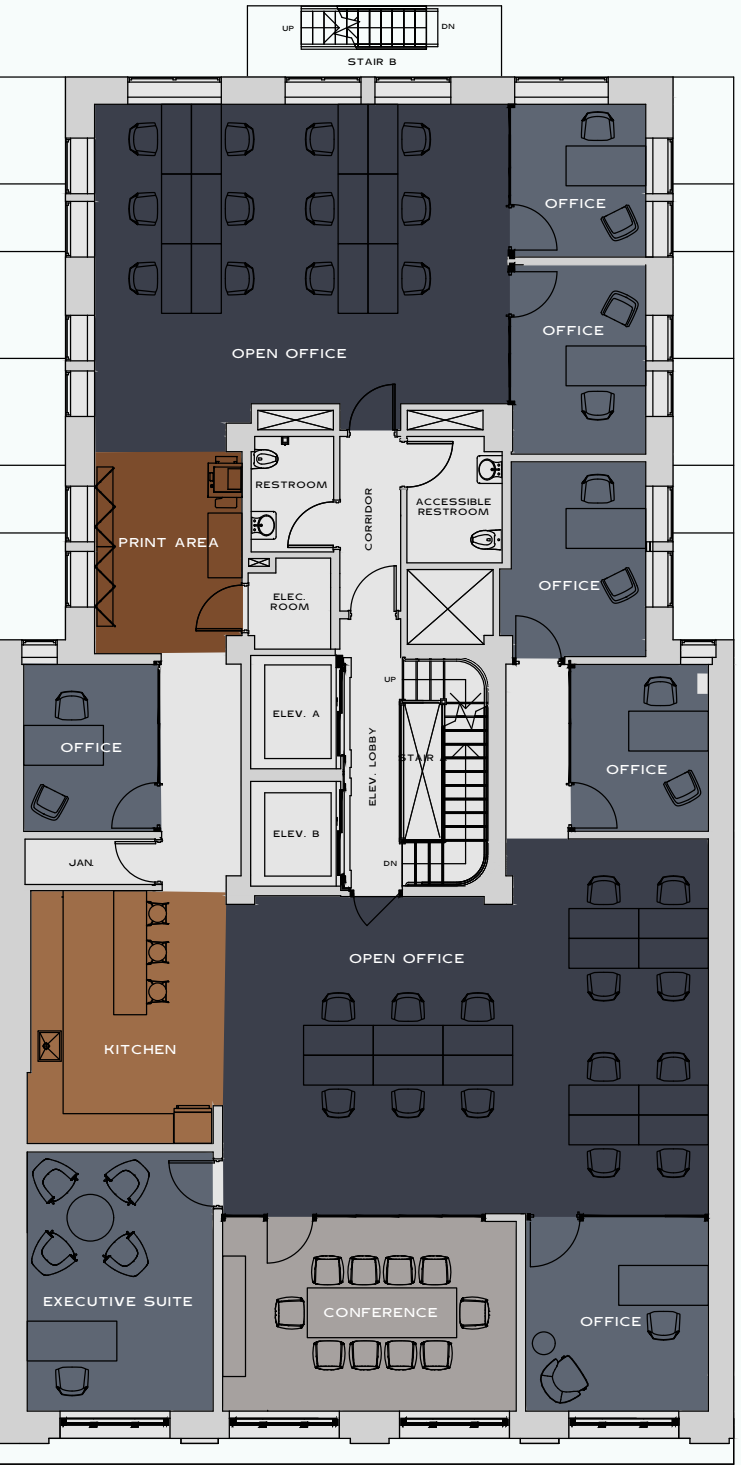 UP
DN
STAIR B
OFFICE
OFFICE
OPEN OFFICE
RESTROOM
ACCESSIBLE
RESTROOM
CORRIDOR
PRINT AREA
OFFICE
ELEC.
ROOM
UP
ELEV. A
OFFICE
ELEV. LOBBY
STAIR
OFFICE
ELEV. B
JAN.
DN
OPEN OFFICE
KITCHEN
EXECUTIVE SUITE
CONFERENCE
OFFICE